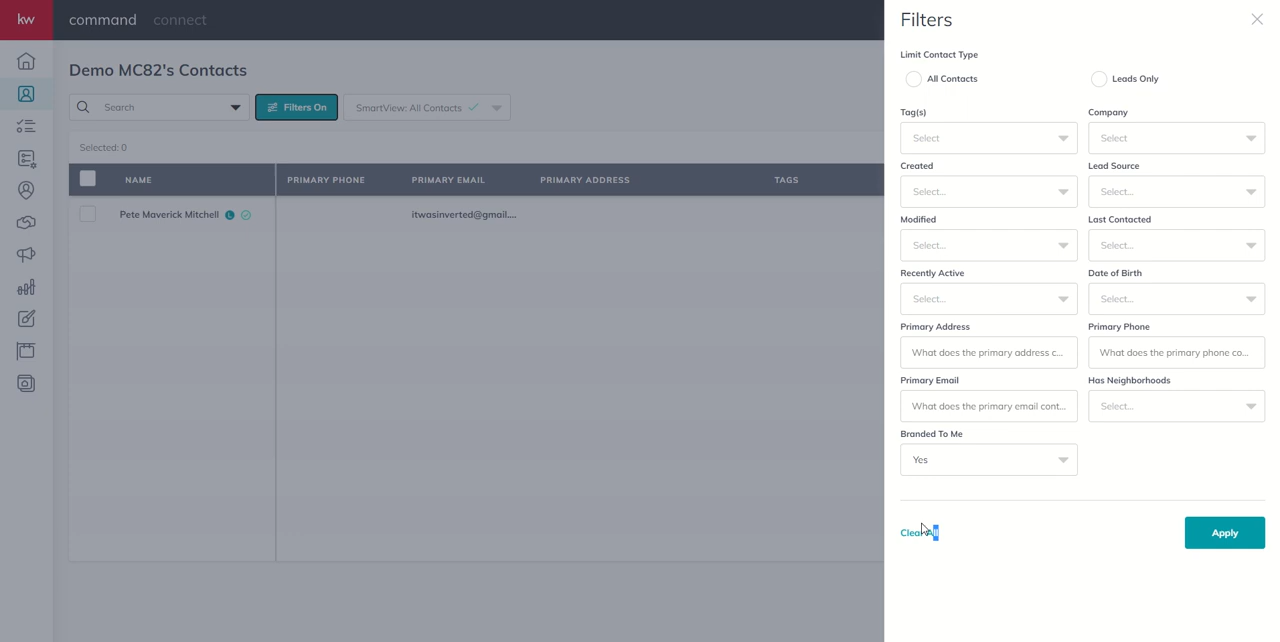 kw command connect
Demo MC82's Contacts
Search Filters On SmartView: All Contacts
Selected: 0
NAME PRIMARY PHONE PRIMARY EMAIL PRIMARY ADDRESS TAGS
Pete Maverick Mitchell L itwasinverted@gmail....
Filters
Limit Contact Type
All Contacts Leads Only
Tag(s) Company
Select Select
Created Lead Source
Select... Select...
Modified Last Contacted
Select... Select...
Recently Active Date of Birth
Select... Select...
Primary Address Primary Phone
What does the primary address c... What does the primary phone co...
Primary Email Has Neighborhoods
What does the primary email cont... Select...
Branded To Me
Yes
Clear All Apply